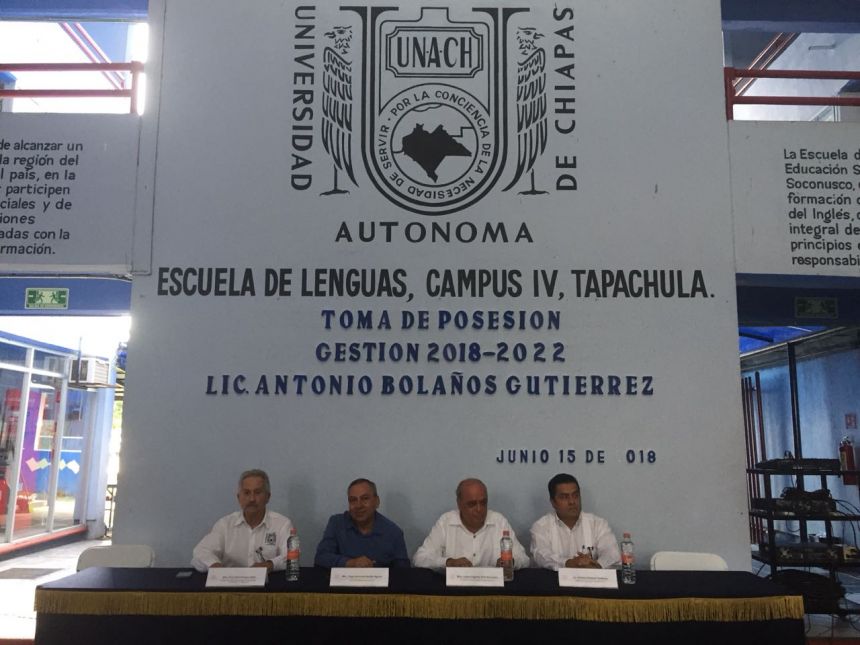 UNIVERSIDAD
UNACH
POR LA CONCIENCIA DE LA NECESIDAD DE SERVIR
DE CHIAPAS
AUTONOMA
ESCUELA DE LENGUAS, CAMPUS IV, TAPACHULA.
TOMA DE POSESION
GESTION 2018-2022
LIC. ANTONIO BOLAÑOS GUTIERREZ
JUNIO 15 DE 018
de alcanzar un
la región del
l país, en la
participen
ciales y de
iones
adas con la
rmación.
La Escuela d
Educación S
Soconusco,
formación
del Inglés,
integral de
principios
responsabi